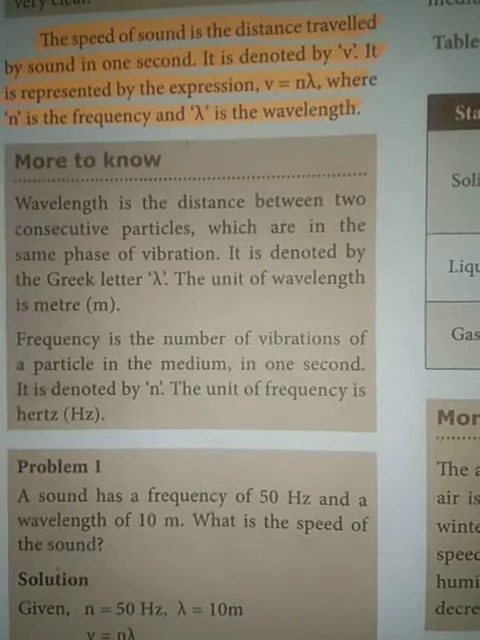 very clear.
The speed of sound is the distance travelled
by sound in one second. It is denoted by ‘v’. It
is represented by the expression, v = nλ, where
‘n’ is the frequency and ‘λ’ is the wavelength.
More to know
Wavelength is the distance between two
consecutive particles, which are in the
same phase of vibration. It is denoted by
the Greek letter ‘λ’. The unit of wavelength
is metre (m).
Frequency is the number of vibrations of
a particle in the medium, in one second.
It is denoted by ‘n’. The unit of frequency is
hertz (Hz).
Problem 1
A sound has a frequency of 50 Hz and a
wavelength of 10 m. What is the speed of
the sound?
Solution
Given, n = 50 Hz, λ = 10m
v = nλ
Table
Sta
Soli
Liqu
Gas
Mor
The a
air is
winte
speed
humi
decre